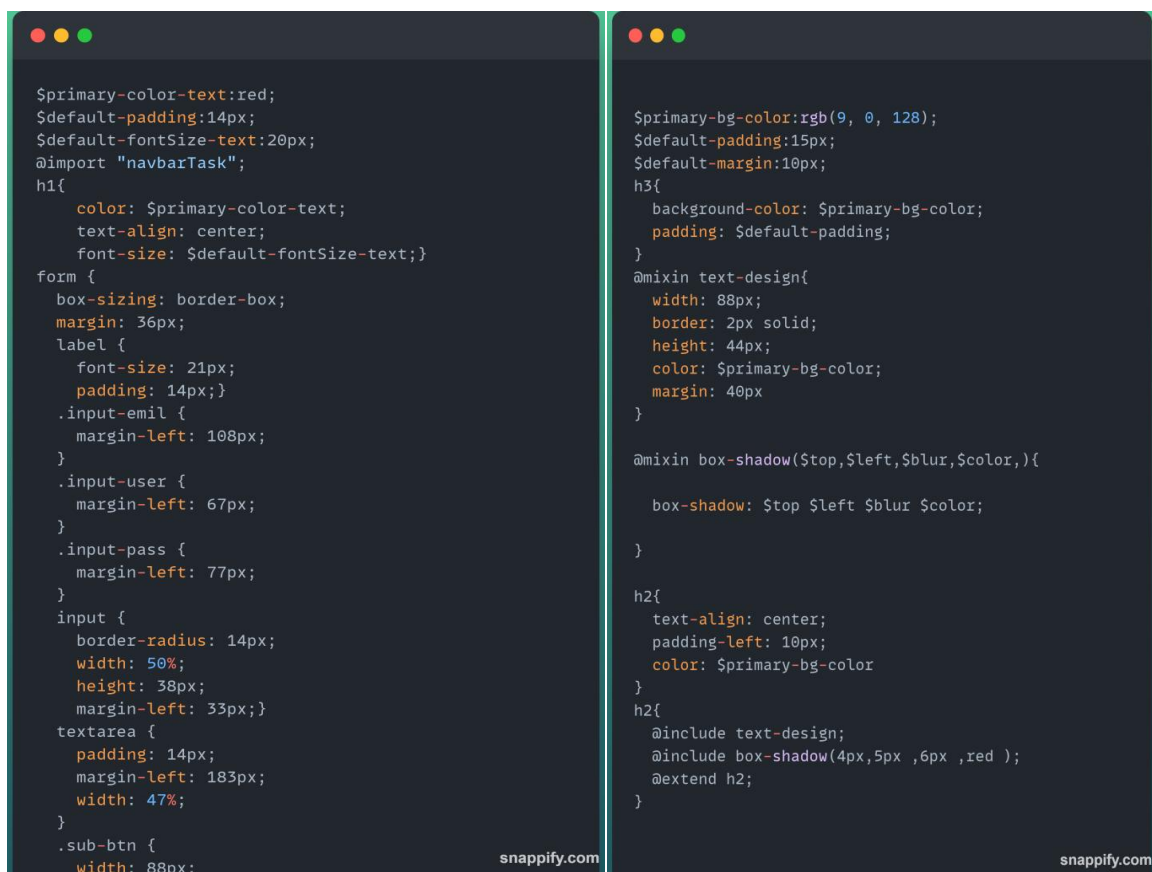 $primary-color-text:red;
$default-padding:14px;
$default-fontSize-text:20px;
@import "navbarTask";
h1{
    color: $primary-color-text;
    text-align: center;
    font-size: $default-fontSize-text;}
form {
  box-sizing: border-box;
  margin: 36px;
  label {
    font-size: 21px;
    padding: 14px;}
  .input-emil {
    margin-left: 108px;
  }
  .input-user {
    margin-left: 67px;
  }
  .input-pass {
    margin-left: 77px;
  }
  input {
    border-radius: 14px;
    width: 50%;
    height: 38px;
    margin-left: 33px;}
  textarea {
    padding: 14px;
    margin-left: 183px;
    width: 47%;
  }
  .sub-btn {
    width: 88px;
snappify.com
$primary-bg-color:rgb(9, 0, 128);
$default-padding:15px;
$default-margin:10px;
h3{
  background-color: $primary-bg-color;
  padding: $default-padding;
}
@mixin text-design{
  width: 88px;
  border: 2px solid;
  height: 44px;
  color: $primary-bg-color;
  margin: 40px
}
@mixin box-shadow($top,$left,$blur,$color,){
  box-shadow: $top $left $blur $color;
}
h2{
  text-align: center;
  padding-left: 10px;
  color: $primary-bg-color
}
h2{
  @include text-design;
  @include box-shadow(4px,5px ,6px ,red );
  @extend h2;
}
snappify.com